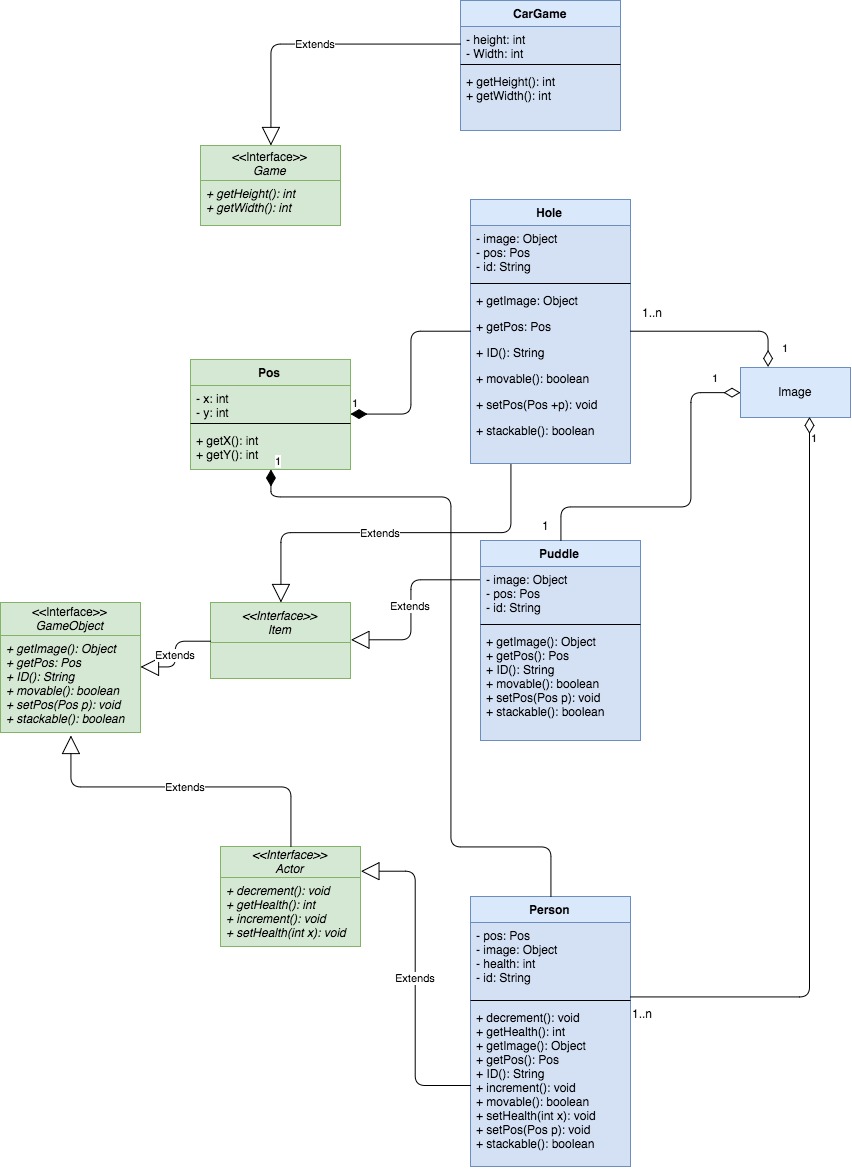 CarGame
- height: int
- Width: int
+ getHeight(): int
+ getWidth(): int
Extends
<<Interface>>
Game
+ getHeight(): int
+ getWidth(): int
Hole
- image: Object
- pos: Pos
- id: String
+ getImage: Object
+ getPos: Pos
+ ID(): String
+ movable(): boolean
+ setPos(Pos +p): void
+ stackable(): boolean
1..n
1
Image
1
1
Pos
- x: int
- y: int
+ getX(): int
+ getY(): int
1
1
Extends
1
Puddle
- image: Object
- pos: Pos
- id: String
+ getImage(): Object
+ getPos(): Pos
+ ID(): String
+ movable(): boolean
+ setPos(Pos p): void
+ stackable(): boolean
Extends
<<Interface>>
Item
Extends
<<Interface>>
GameObject
+ getImage(): Object
+ getPos: Pos
+ ID(): String
+ movable(): boolean
+ setPos(Pos p): void
+ stackable(): boolean
Extends
<<Interface>>
Actor
+ decrement(): void
+ getHealth(): int
+ increment(): void
+ setHealth(int x): void
Extends
Person
- pos: Pos
- image: Object
- health: int
- id: String
+ decrement(): void
+ getHealth(): int
+ getImage(): Object
+ getPos(): Pos
+ ID(): String
+ increment(): void
+ movable(): boolean
+ setHealth(int x): void
+ setPos(Pos p): void
+ stackable(): boolean
1..n